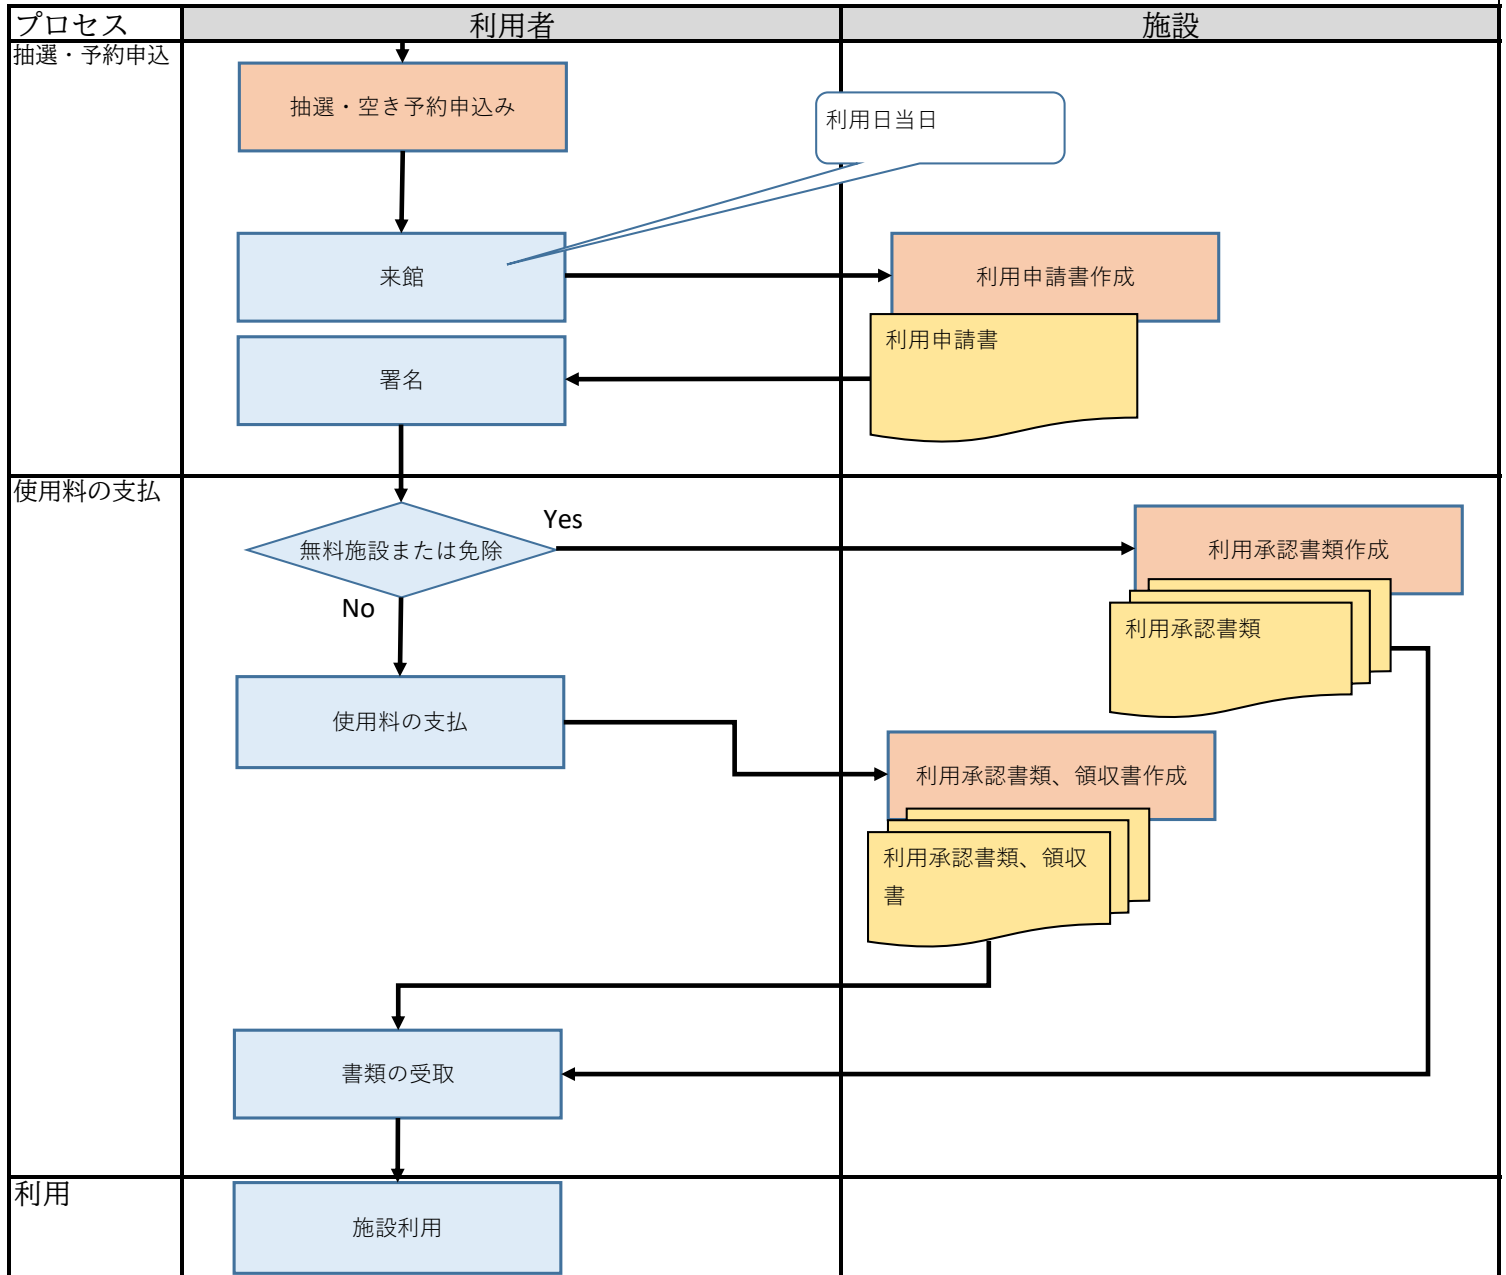 プロセス
利用者
施設
抽選・予約申込
抽選・空き予約申込み
利用日当日
来館
利用申請書作成
利用申請書
署名
使用料の支払
無料施設または免除
Yes
No
利用承認書類作成
利用承認書類
使用料の支払
利用承認書類、領収書作成
利用承認書類、領収
書
書類の受取
利用
施設利用